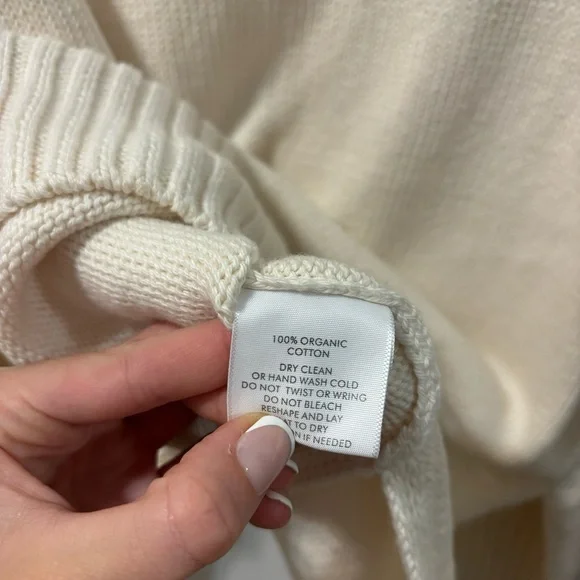 100% ORGANIC
COTTON
DRY CLEAN
OR HAND WASH COLD
DO NOT TWIST OR WRING
DO NOT BLEACH
RESHAPE AND LAY
TO DRY
IF NEEDED